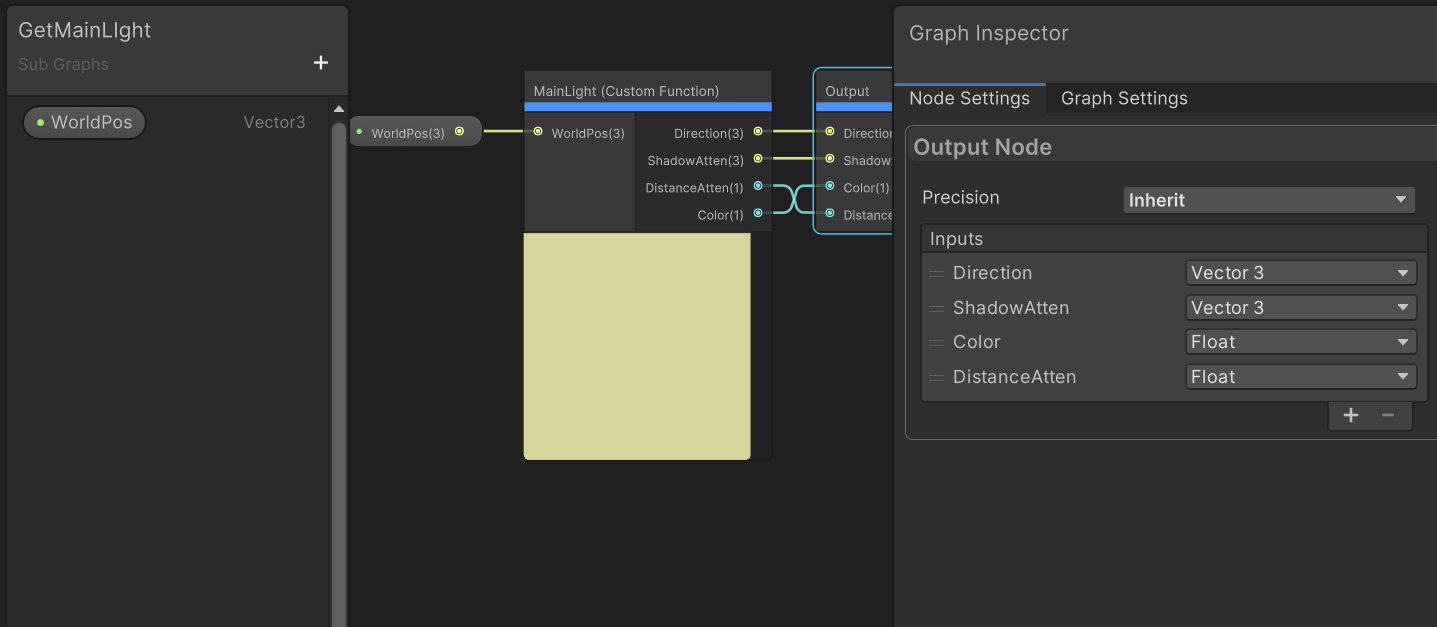 GetMainLIght
Sub Graphs
+
WorldPos Vector3
WorldPos(3)
MainLight (Custom Function)
WorldPos(3)
Direction(3)
ShadowAtten(3)
DistanceAtten(1)
Color(1)
Output
Direction
Shadow
Color(1)
Distance
Graph Inspector
Node Settings Graph Settings
Output Node
Precision Inherit
Inputs
Direction Vector 3
ShadowAtten Vector 3
Color Float
DistanceAtten Float
+ −